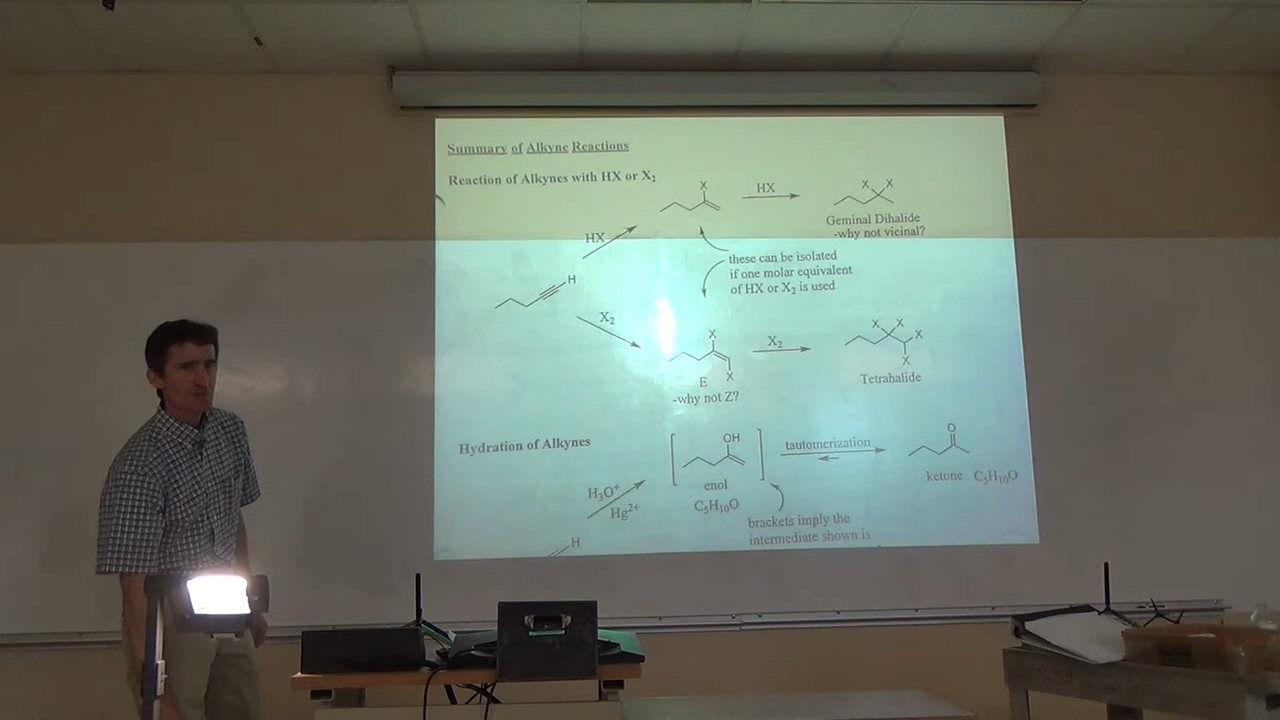 Summary of Alkyne Reactions
Reaction of Alkynes with HX or X₂
X
HX
X X
Geminal Dihalide
-why not vicinal?
HX
these can be isolated
if one molar equivalent
of HX or X₂ is used
H
X₂
X
X₂
X X
X
X
E
X
-why not Z?
Tetrahalide
Hydration of Alkynes
OH
tautomerization
O
enol
C₅H₁₀O
ketone C₅H₁₀O
H₃O⁺
Hg²⁺
brackets imply the
intermediate shown is
H